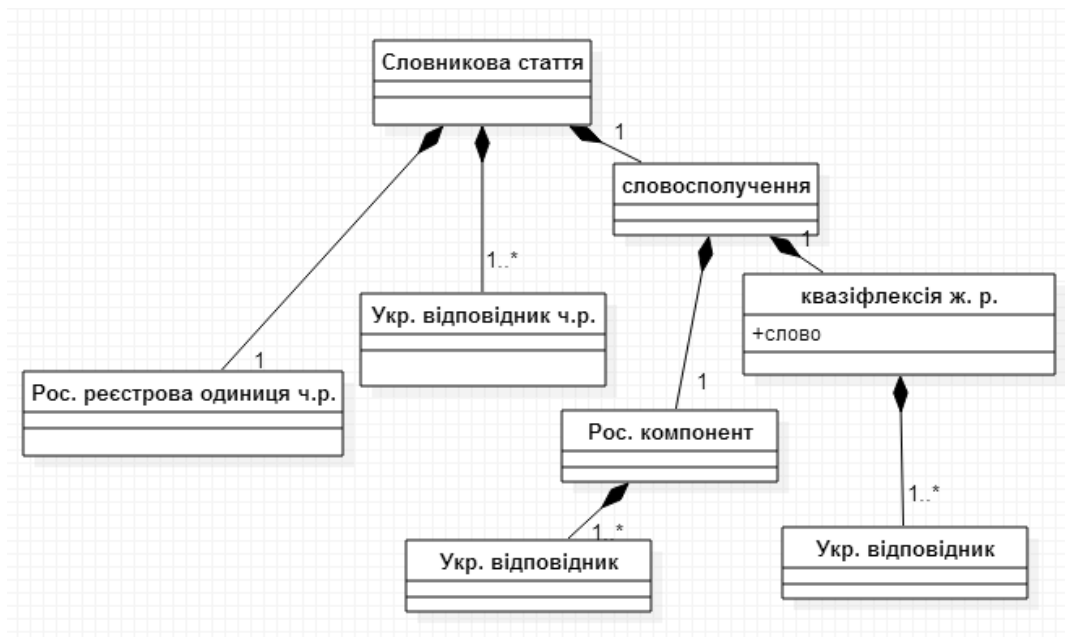 Словникова стаття
1
словосполучення
1
1..*
квазіфлексія ж. р.
Укр. відповідник ч.р.
+слово
1
Рос. реєстрова одиниця ч.р.
1
Рос. компонент
1..*
1..*
Укр. відповідник
Укр. відповідник